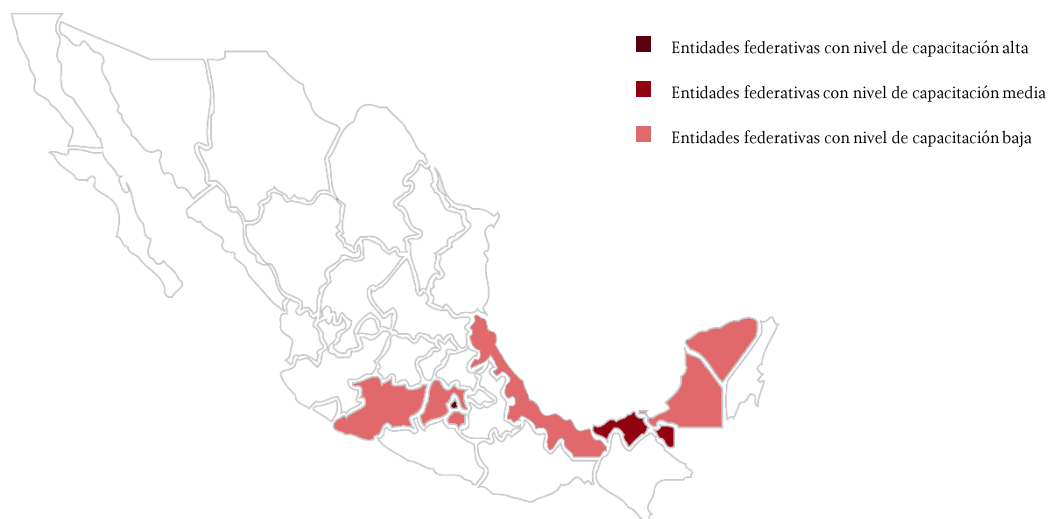 Entidades federativas con nivel de capacitación alta
Entidades federativas con nivel de capacitación media
Entidades federativas con nivel de capacitación baja